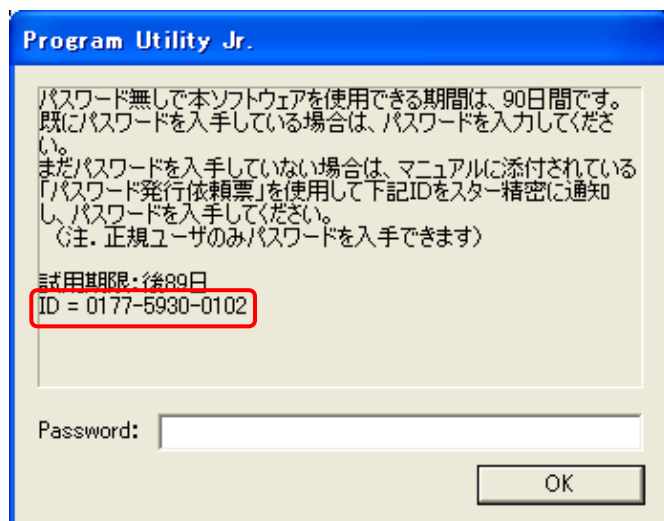 Program Utility Jr.
パスワード無しで本ソフトウェアを使用できる期間は、90日間です。
既にパスワードを入手している場合は、パスワードを入力してくださ
い。
まだパスワードを入手していない場合は、マニュアルに添付されている
「パスワード発行依頼票」を使用して下記IDをスター精密に通知
し、パスワードを入手してください。
（注．正規ユーザのみパスワードを入手できます）
試用期限：後89日
ID = 0177-5930-0102
Password:
OK